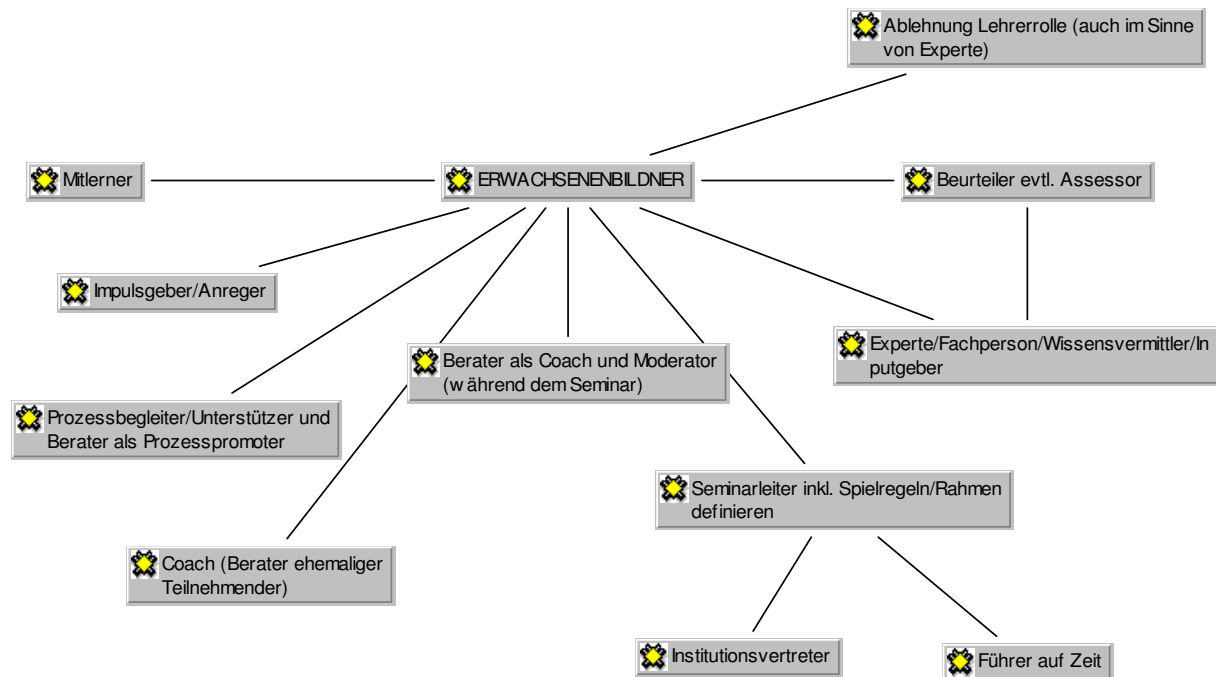 Ablehnung Lehrerrolle (auch im Sinne
von Experte)
Mitlerner
ERWACHSENENBILDNER
Beurteiler evtl. Assessor
Impulsgeber/Anreger
Berater als Coach und Moderator
(während dem Seminar)
Experte/Fachperson/Wissensvermittler/In
putgeber
Prozessbegleiter/Unterstützer und
Berater als Prozesspromoter
Seminarleiter inkl. Spielregeln/Rahmen
definieren
Coach (Berater ehemaliger
Teilnehmender)
Institutionsvertreter
Führer auf Zeit